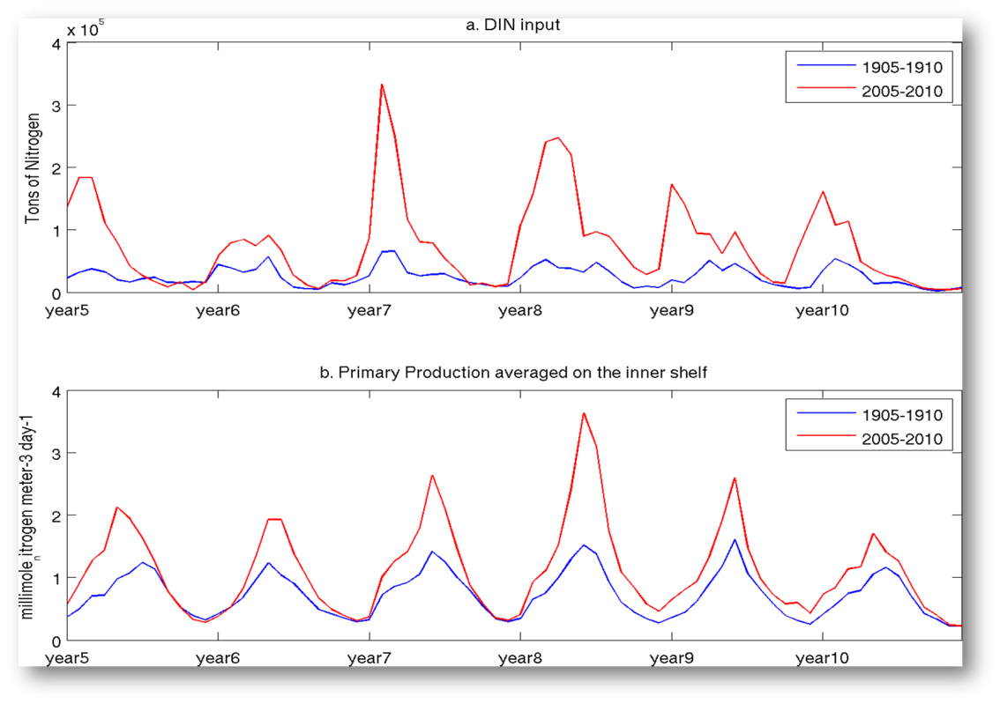 a. DIN input
x 10^5
4
3
2
1
0
Tons of Nitrogen
1905-1910
2005-2010
year5 year6 year7 year8 year9 year10
b. Primary Production averaged on the inner shelf
4
3
2
1
0
millimole_nitrogen meter-3 day-1
1905-1910
2005-2010
year5 year6 year7 year8 year9 year10